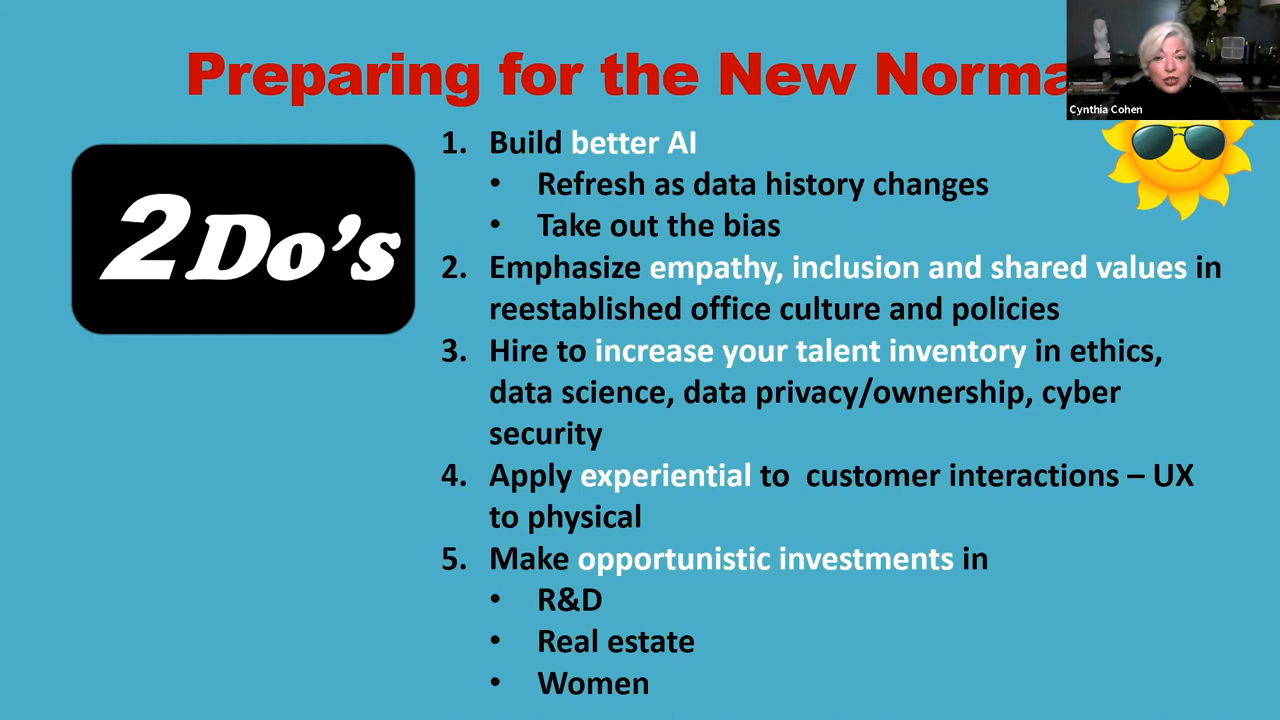 Preparing for the New Norma
Cynthia Cohen
2Do's
1. Build better AI
• Refresh as data history changes
• Take out the bias
2. Emphasize empathy, inclusion and shared values in
reestablished office culture and policies
3. Hire to increase your talent inventory in ethics,
data science, data privacy/ownership, cyber
security
4. Apply experiential to  customer interactions – UX
to physical
5. Make opportunistic investments in
• R&D
• Real estate
• Women